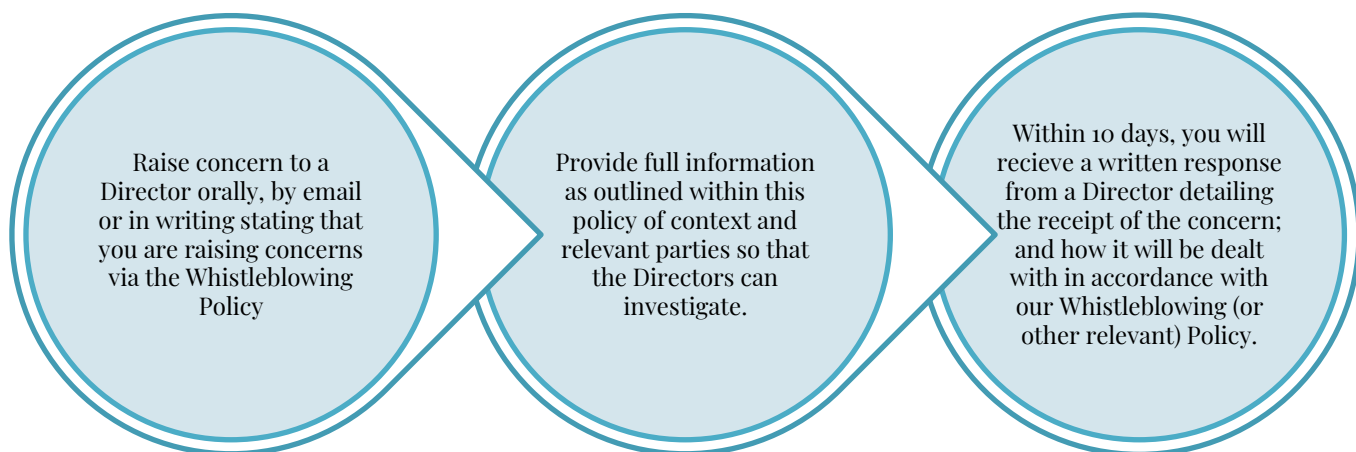 Raise concern to a
Director orally, by email
or in writing stating that
you are raising concerns
via the Whistleblowing
Policy
Provide full information
as outlined within this
policy of context and
relevant parties so that
the Directors can
investigate.
Within 10 days, you will
recieve a written response
from a Director detailing
the receipt of the concern;
and how it will be dealt
with in accordance with
our Whistleblowing (or
other relevant) Policy.